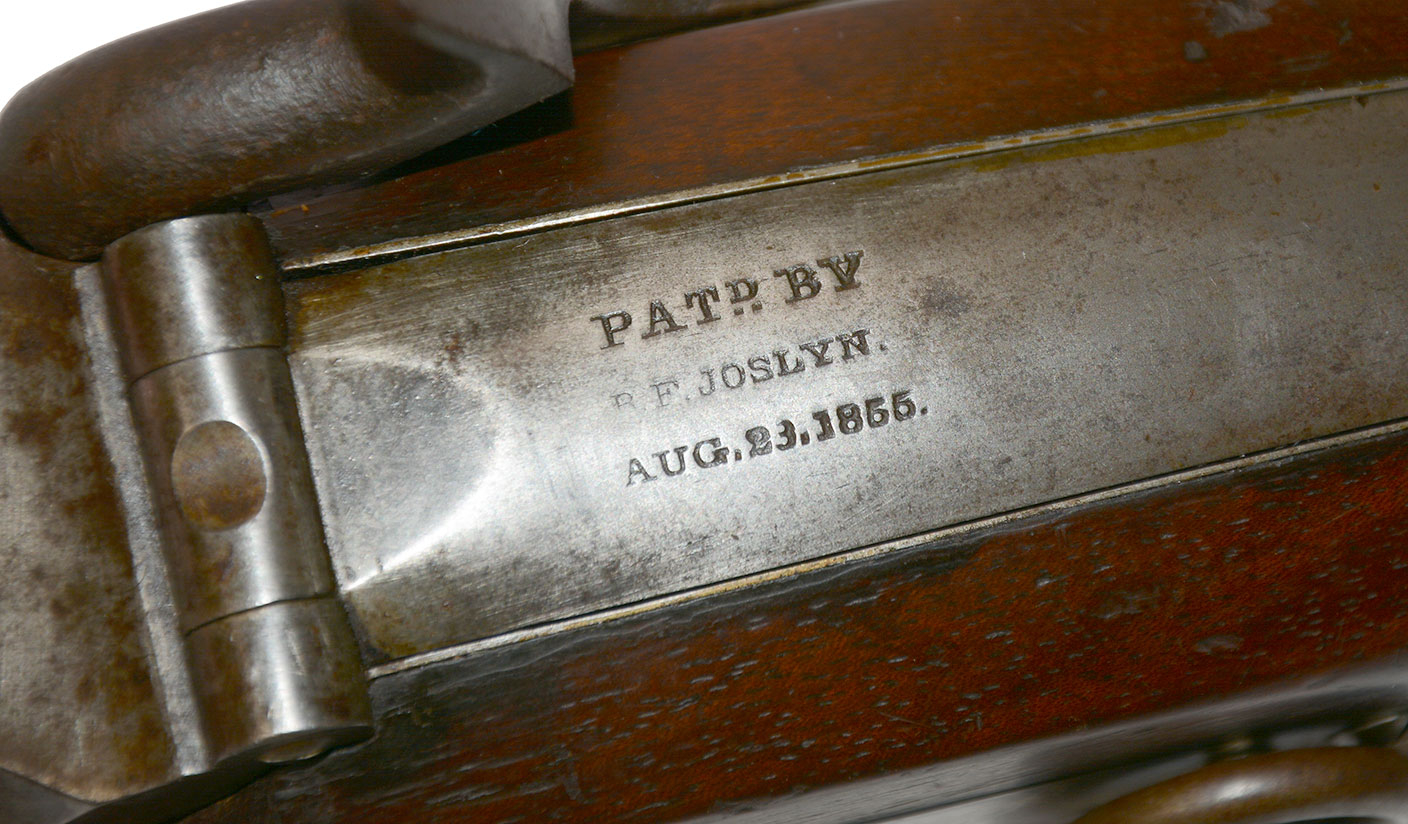 PATD. BY
B.F. JOSLYN.
AUG. 23. 1855.